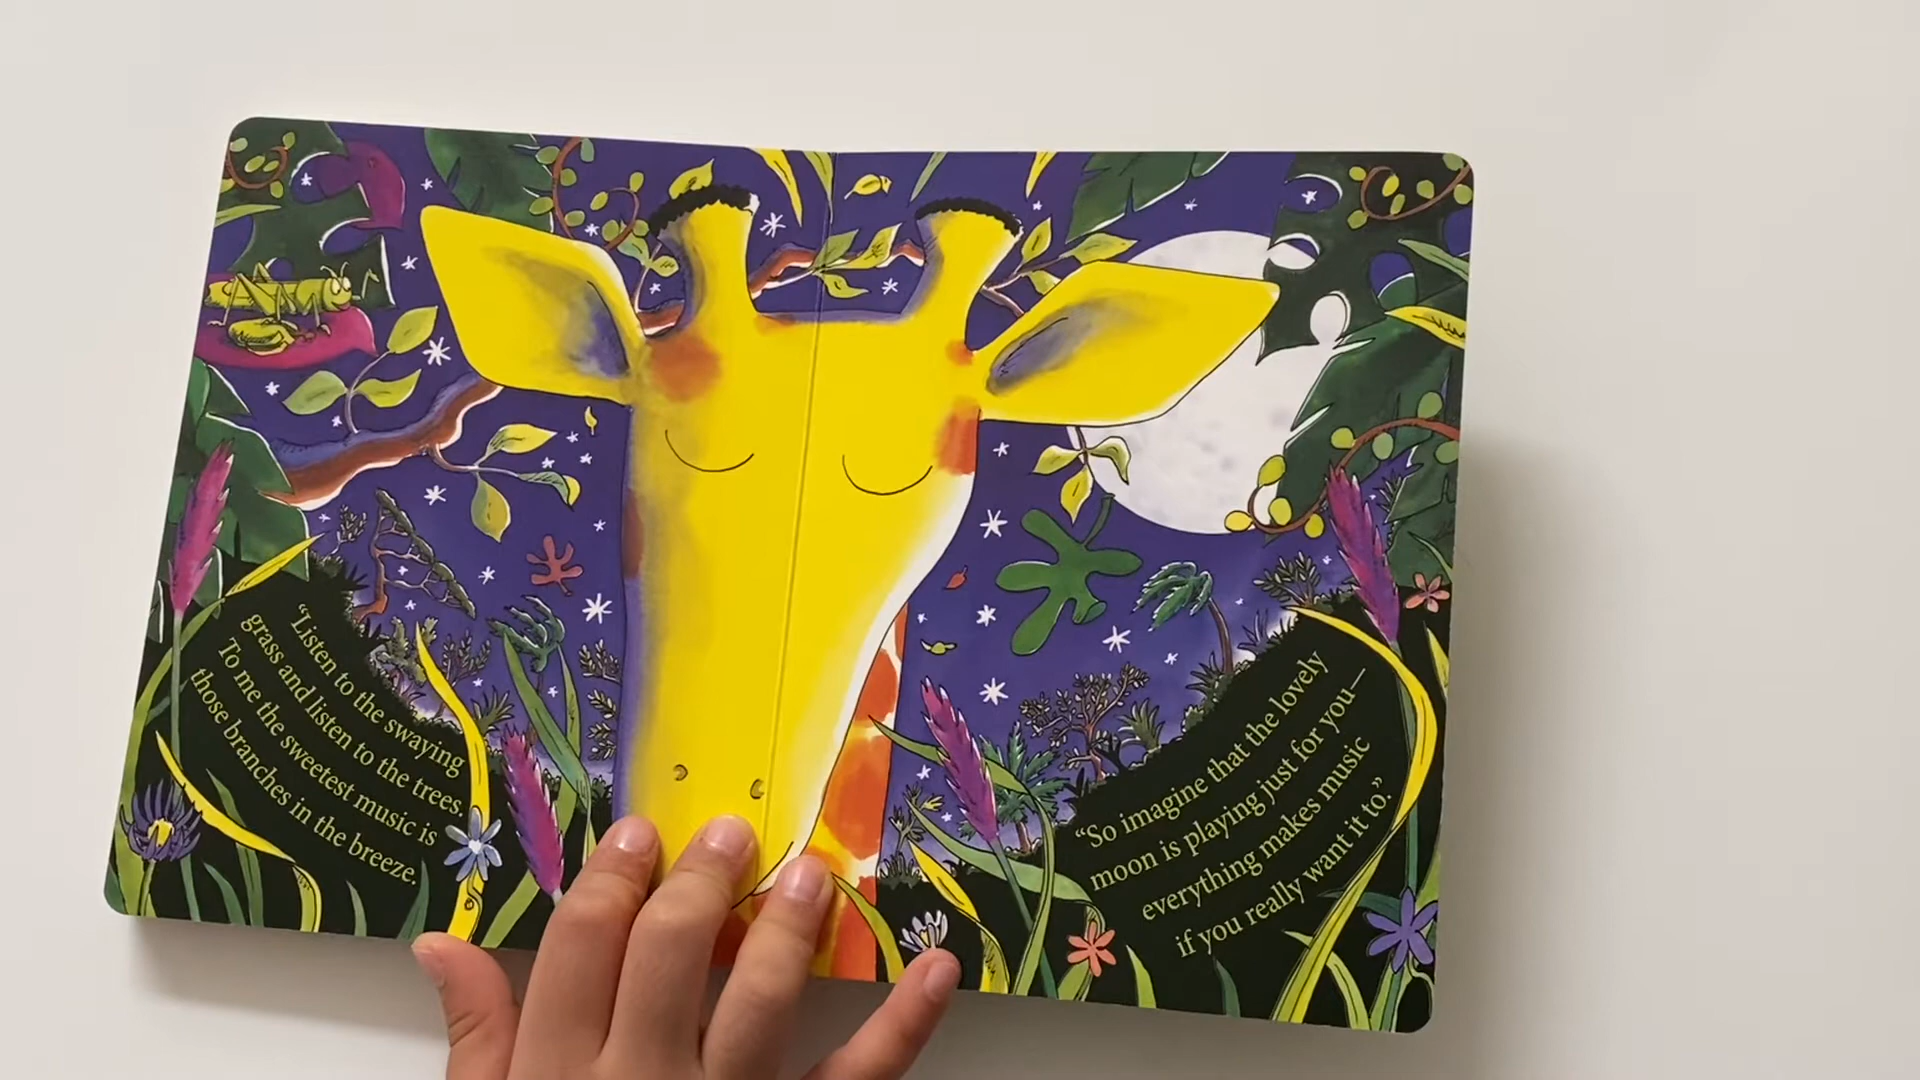 “Listen to the swaying
grass and listen to the trees.
To me the sweetest music is
those branches in the breeze.
“So imagine that the lovely
moon is playing just for you—
everything makes music
if you really want it to.”